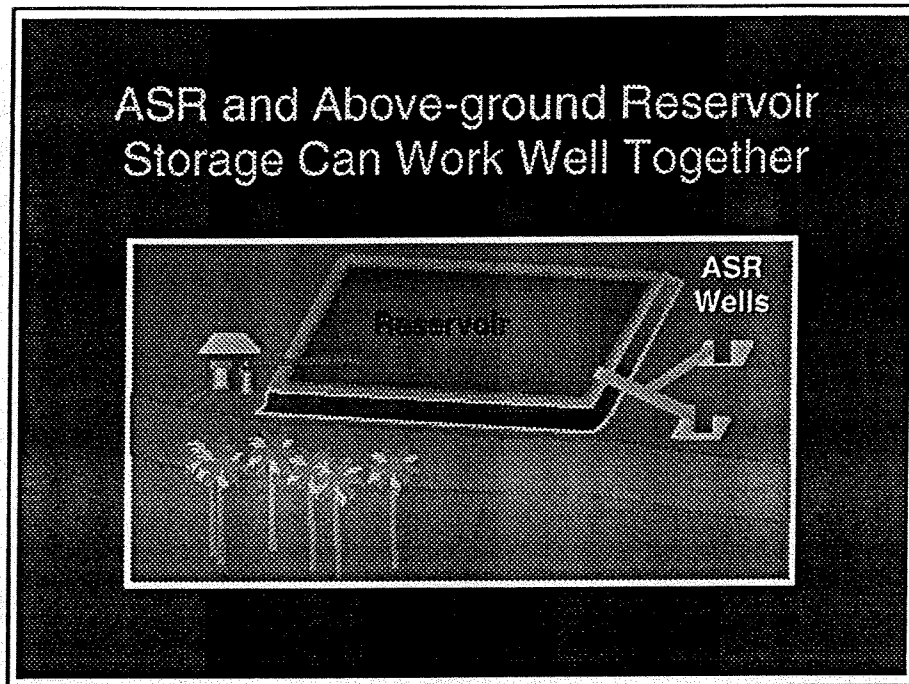 ASR and Above-ground Reservoir
Storage Can Work Well Together
ASR
Wells
Reservoir